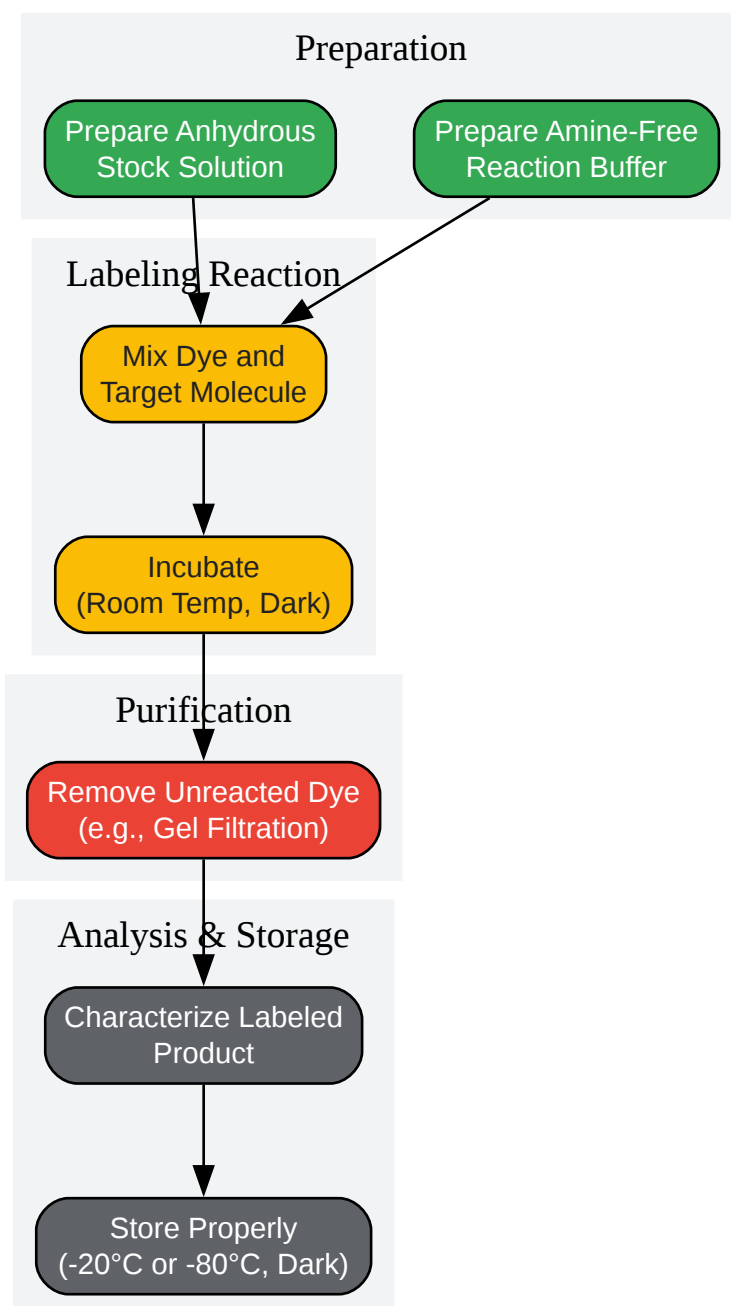 Preparation
Prepare Anhydrous
Stock Solution
Prepare Amine-Free
Reaction Buffer
Labeling Reaction
Mix Dye and
Target Molecule
Incubate
(Room Temp, Dark)
Purification
Remove Unreacted Dye
(e.g., Gel Filtration)
Analysis & Storage
Characterize Labeled
Product
Store Properly
(-20°C or -80°C, Dark)